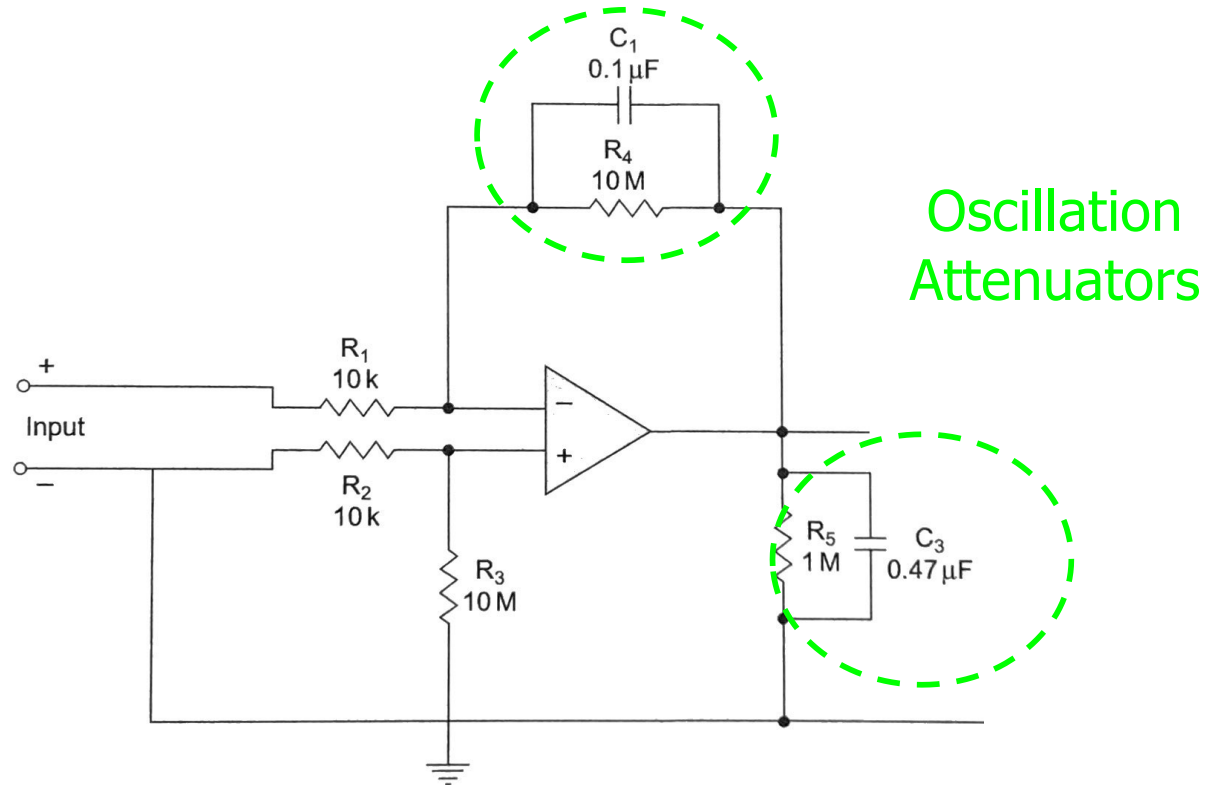 C₁
0.1 µF
R₄
10 M
Oscillation
Attenuators
R₁
10 k
+
Input
−
R₂
10 k
−
+
R₃
10 M
R₅
1 M
C₃
0.47 µF